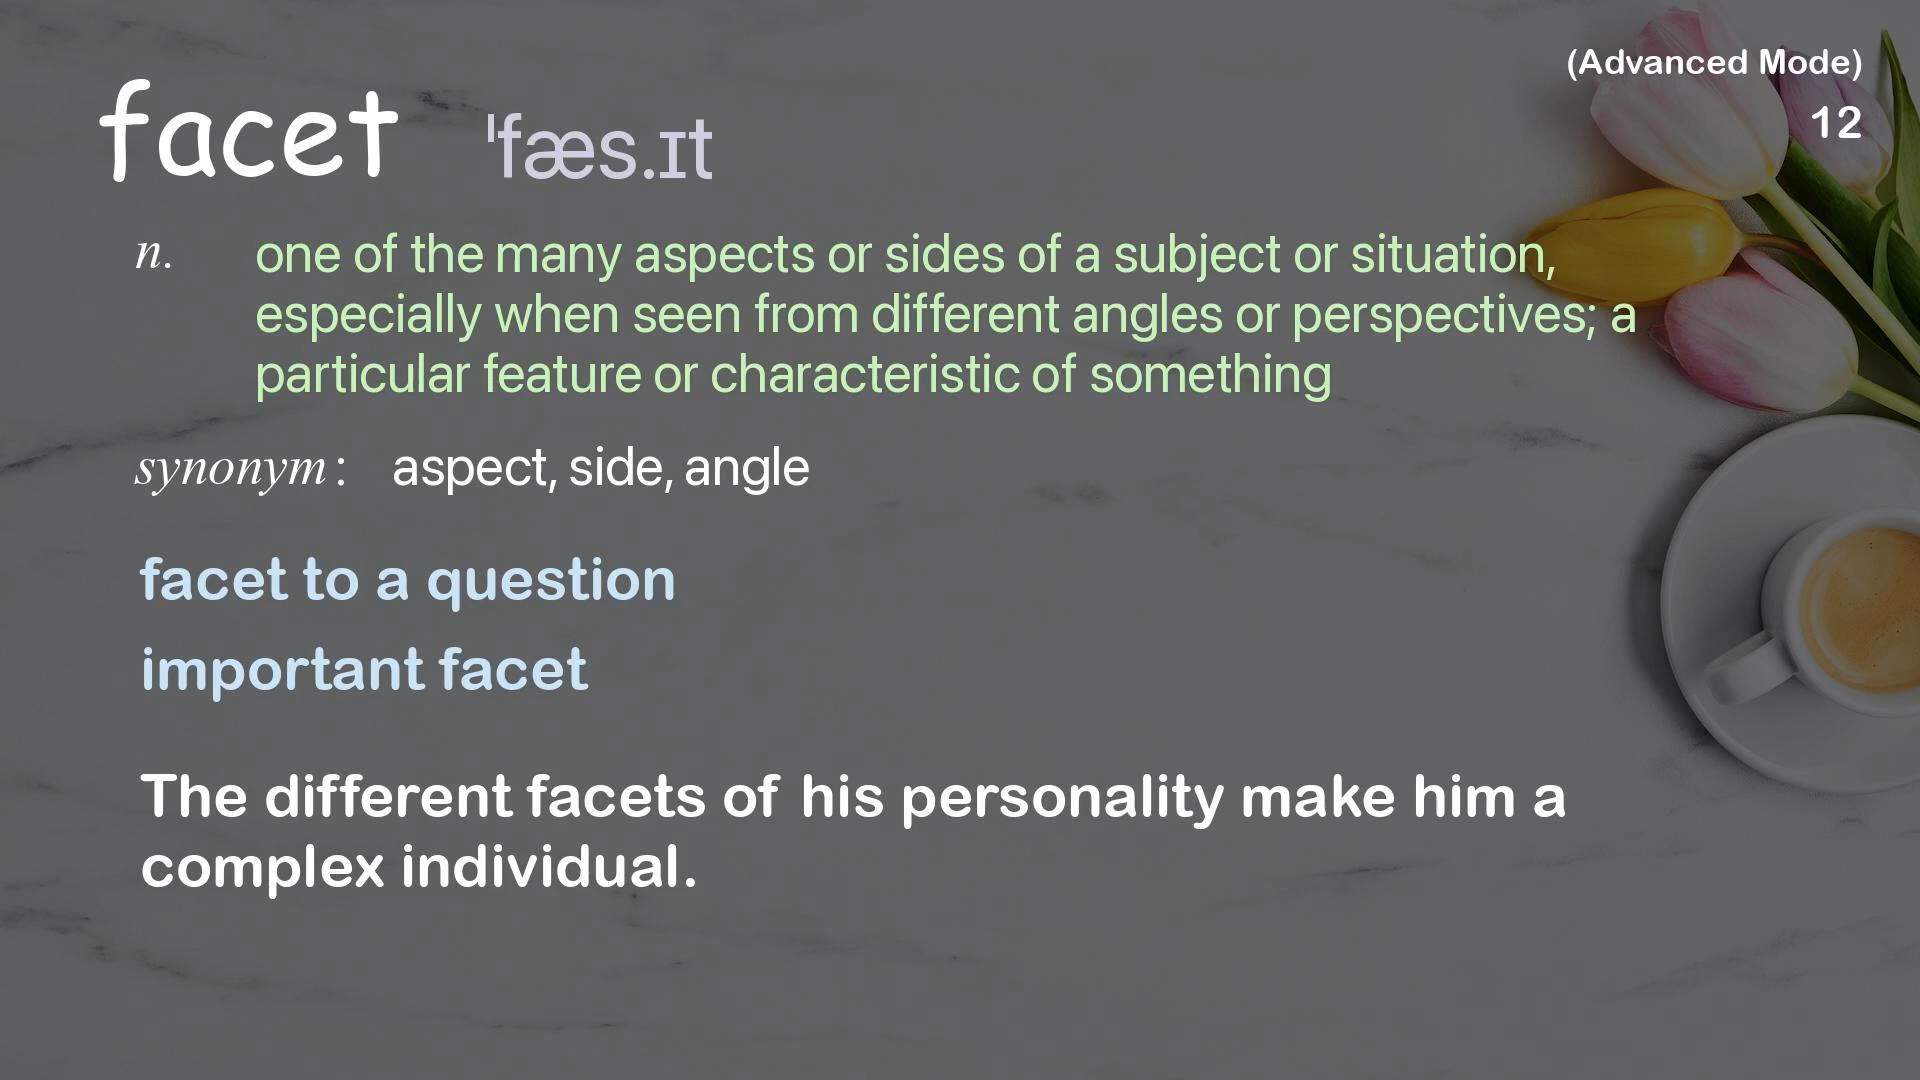 (Advanced Mode)
12
facet ˈfæs.ɪt
n. one of the many aspects or sides of a subject or situation,
especially when seen from different angles or perspectives; a
particular feature or characteristic of something
synonym: aspect, side, angle
facet to a question
important facet
The different facets of his personality make him a
complex individual.